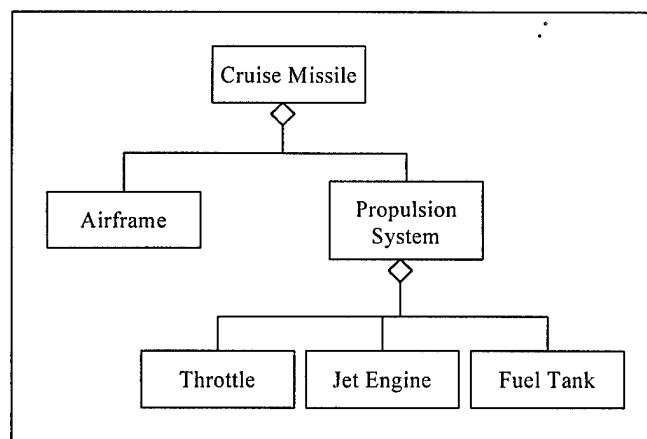 Cruise Missile
Airframe
Propulsion
System
Throttle
Jet Engine
Fuel Tank